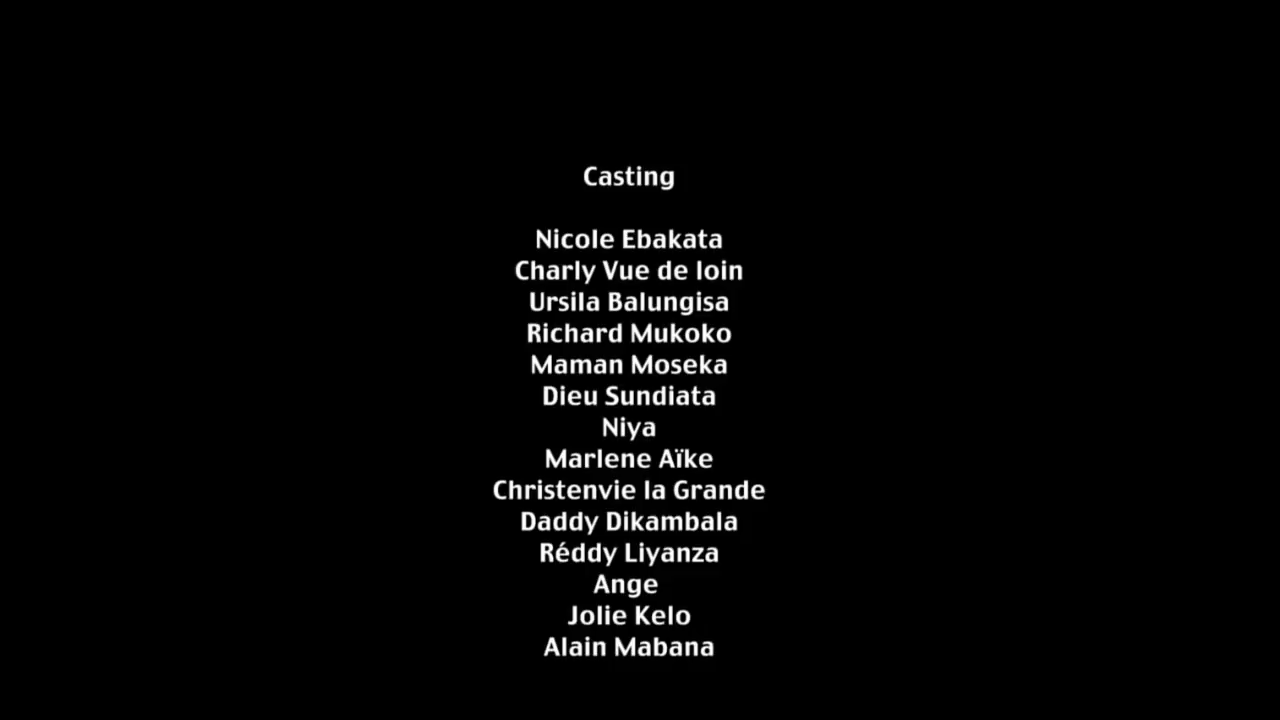 Casting
Nicole Ebakata
Charly Vue de loin
Ursila Balungisa
Richard Mukoko
Maman Moseka
Dieu Sundiata
Niya
Marlene Aïke
Christenvie la Grande
Daddy Dikambala
Réddy Liyanza
Ange
Jolie Kelo
Alain Mabana